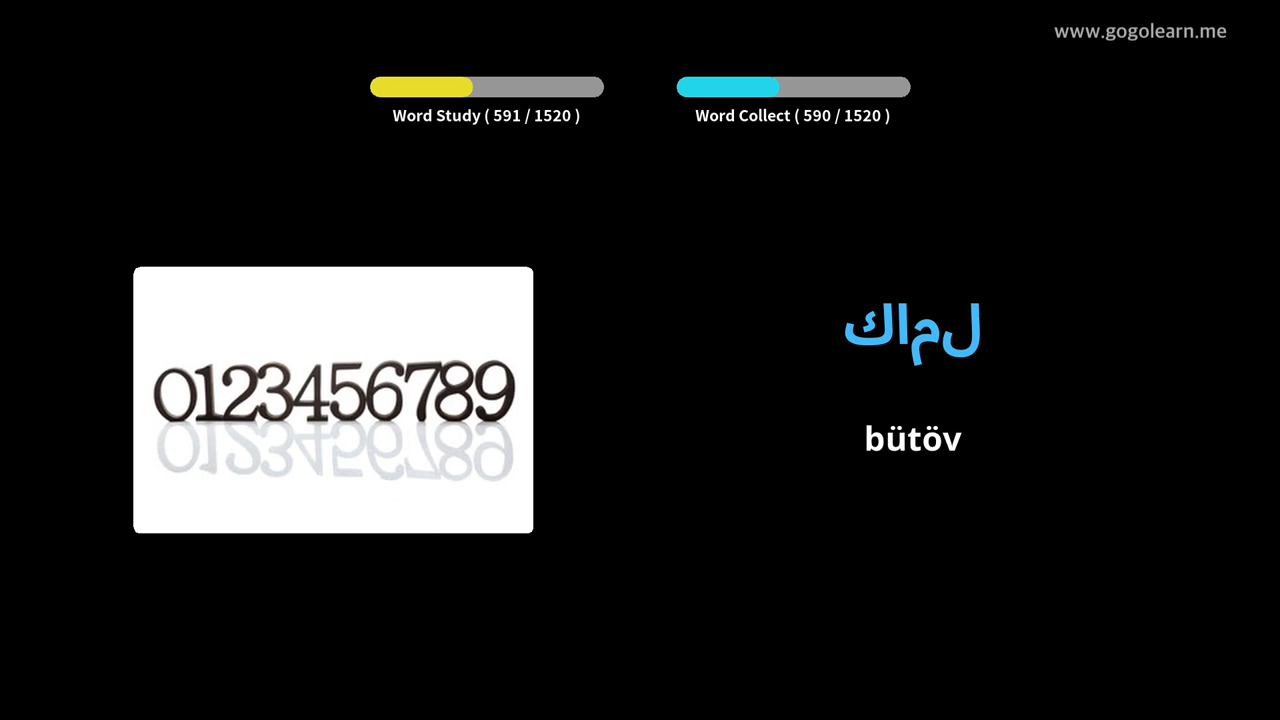 www.gogolearn.me
Word Study ( 591 / 1520 )
Word Collect ( 590 / 1520 )
0123456789
كامل
bütöv